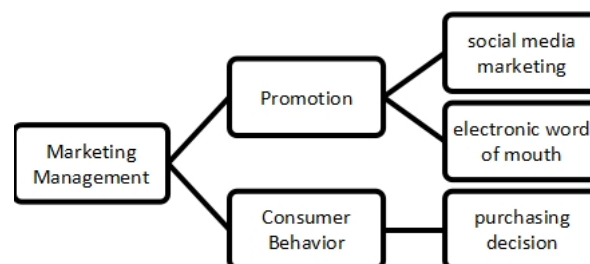 Marketing
Management
Promotion
Consumer
Behavior
social media
marketing
electronic word
of mouth
purchasing
decision